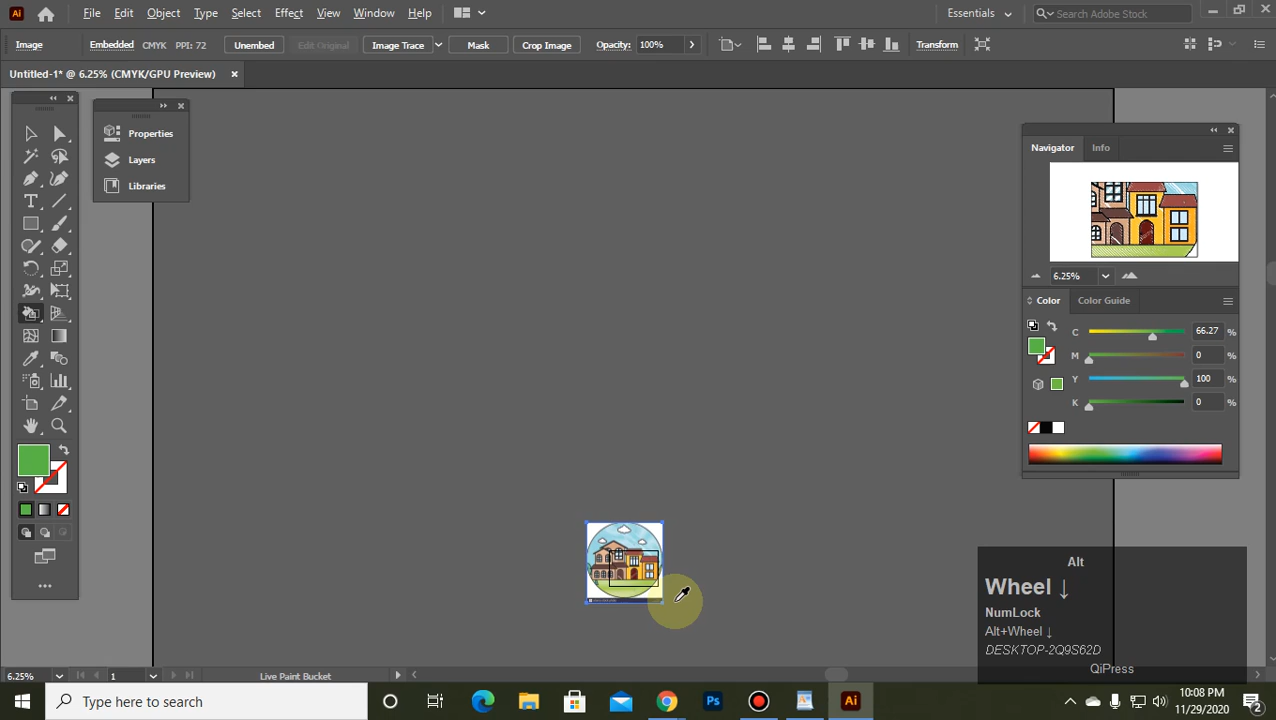 Ai File Edit Object Type Select Effect View Window Help Essentials Search Adobe Stock
Image Embedded CMYK PPI: 72 Unembed Edit Original Image Trace Mask Crop Image Opacity: 100% Transform
Untitled-1* @ 6.25% (CMYK/GPU Preview)
Properties
Layers
Libraries
Navigator Info
6.25%
Color Color Guide
C 66.27 %
M 0 %
Y 100 %
K 0 %
Alt
Wheel ↓
NumLock
Alt+Wheel ↓
DESKTOP-2Q9S62D
QiPress
6.25% 1 Live Paint Bucket
Type here to search
Ps
Ai
10:08 PM
11/29/2020
2